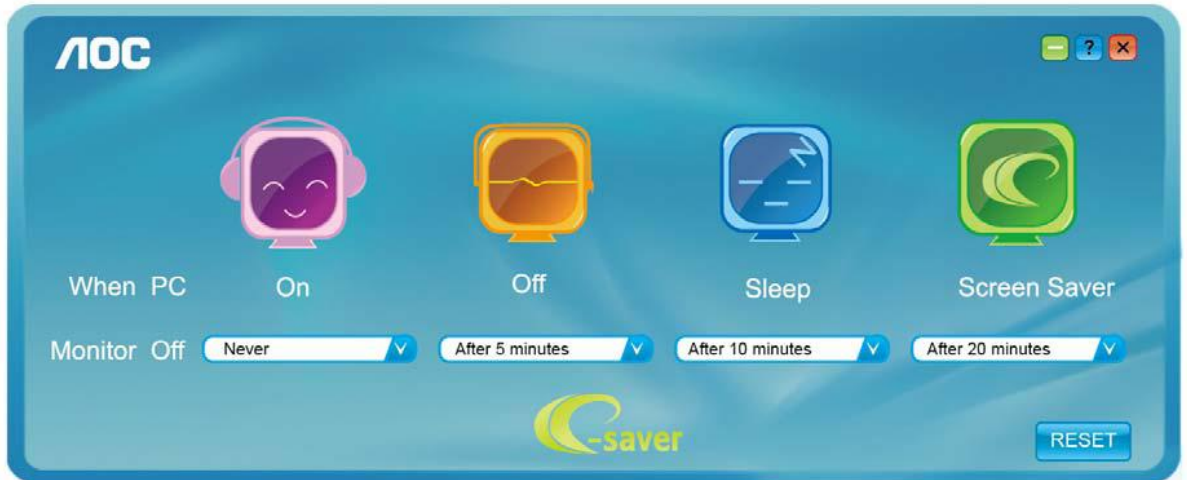 AOC
?
When PC On Off Sleep Screen Saver
Monitor Off Never After 5 minutes After 10 minutes After 20 minutes
e-saver
RESET